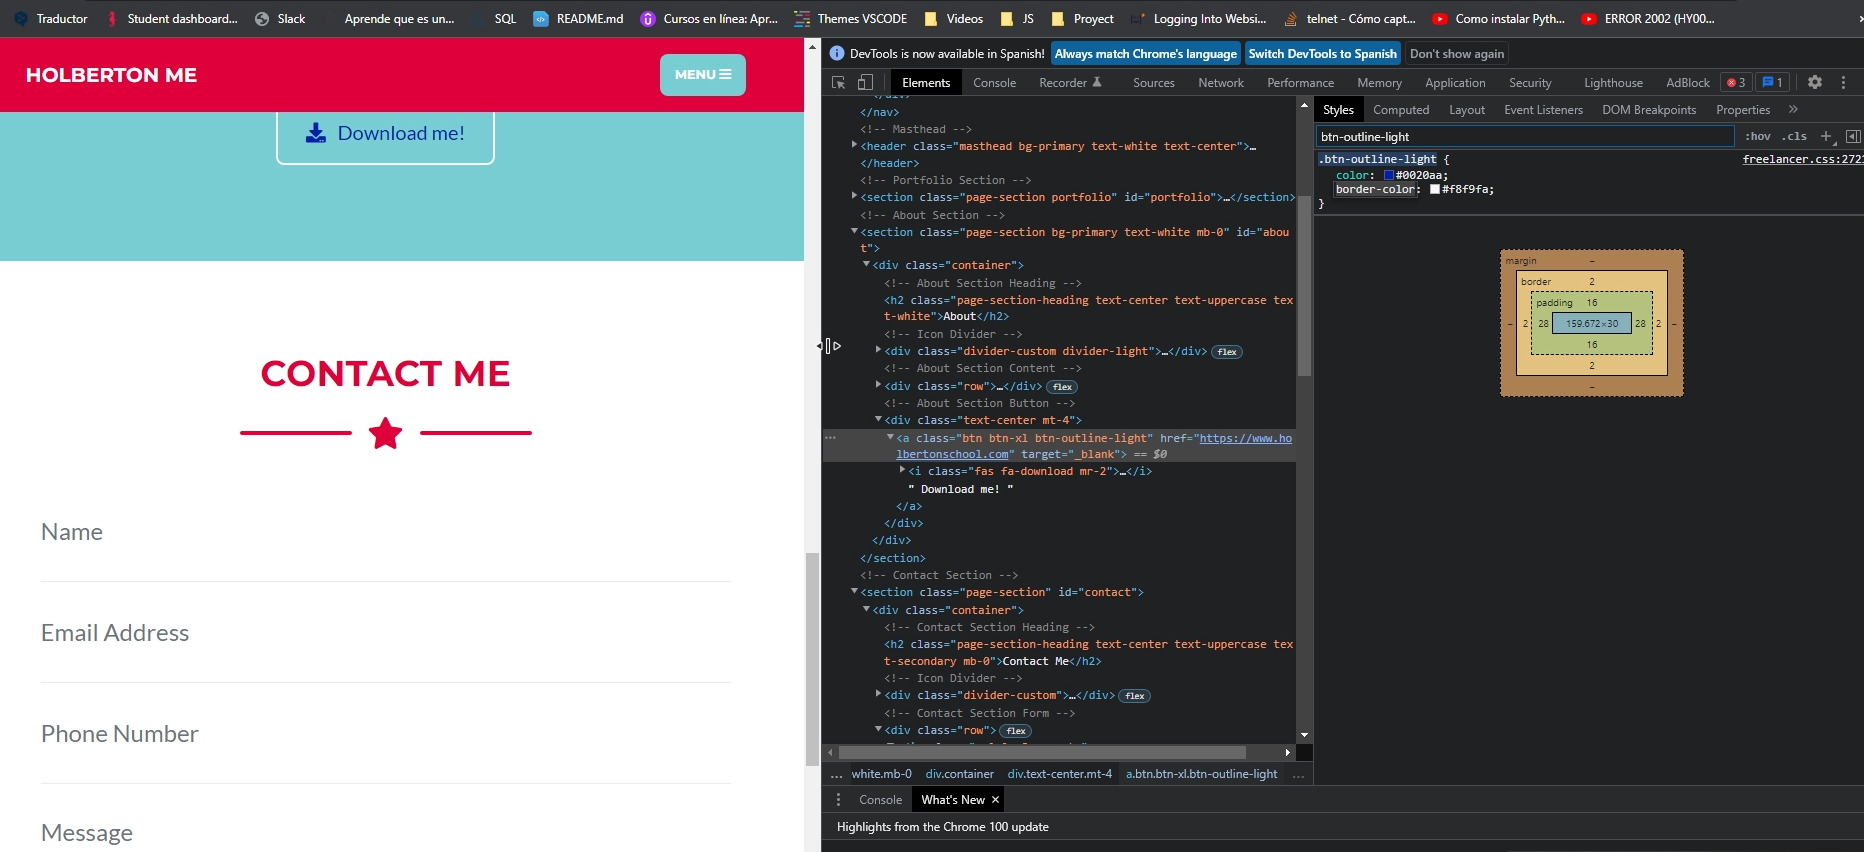 Traductor Student dashboard... Slack Aprende que es un... SQL README.md Cursos en línea: Apr... Themes VSCODE Videos JS Proyect Logging Into Websi... telnet - Cómo capt... Como instalar Pyth... ERROR 2002 (HY00...
HOLBERTON ME
MENU
Download me!
CONTACT ME
Name
Email Address
Phone Number
Message
DevTools is now available in Spanish! Always match Chrome's language Switch DevTools to Spanish Don't show again
Elements Console Recorder Sources Network Performance Memory Application Security Lighthouse AdBlock 3 1
</nav>
<!-- Masthead -->
<header class="masthead bg-primary text-white text-center">…
</header>
<!-- Portfolio Section -->
<section class="page-section portfolio" id="portfolio">…</section>
<!-- About Section -->
<section class="page-section bg-primary text-white mb-0" id="abou
t">
<div class="container">
<!-- About Section Heading -->
<h2 class="page-section-heading text-center text-uppercase tex
t-white">About</h2>
<!-- Icon Divider -->
<div class="divider-custom divider-light">…</div> flex
<!-- About Section Content -->
<div class="row">…</div> flex
<!-- About Section Button -->
<div class="text-center mt-4">
<a class="btn btn-xl btn-outline-light" href="https://www.ho
lbertonschool.com" target="_blank"> == $0
<i class="fas fa-download mr-2">…</i>
" Download me! "
</a>
</div>
</div>
</section>
<!-- Contact Section -->
<section class="page-section" id="contact">
<div class="container">
<!-- Contact Section Heading -->
<h2 class="page-section-heading text-center text-uppercase tex
t-secondary mb-0">Contact Me</h2>
<!-- Icon Divider -->
<div class="divider-custom">…</div> flex
<!-- Contact Section Form -->
<div class="row"> flex
... white.mb-0 div.container div.text-center.mt-4 a.btn.btn-xl.btn-outline-light ...
Console What's New ×
Highlights from the Chrome 100 update
Styles Computed Layout Event Listeners DOM Breakpoints Properties »
btn-outline-light :hov .cls +
.btn-outline-light { freelancer.css:272
color: #0020aa;
border-color: #f8f9fa;
}
margin –
border 2
padding 16
– 2 28 159.672×30 28 2 –
16
2
–